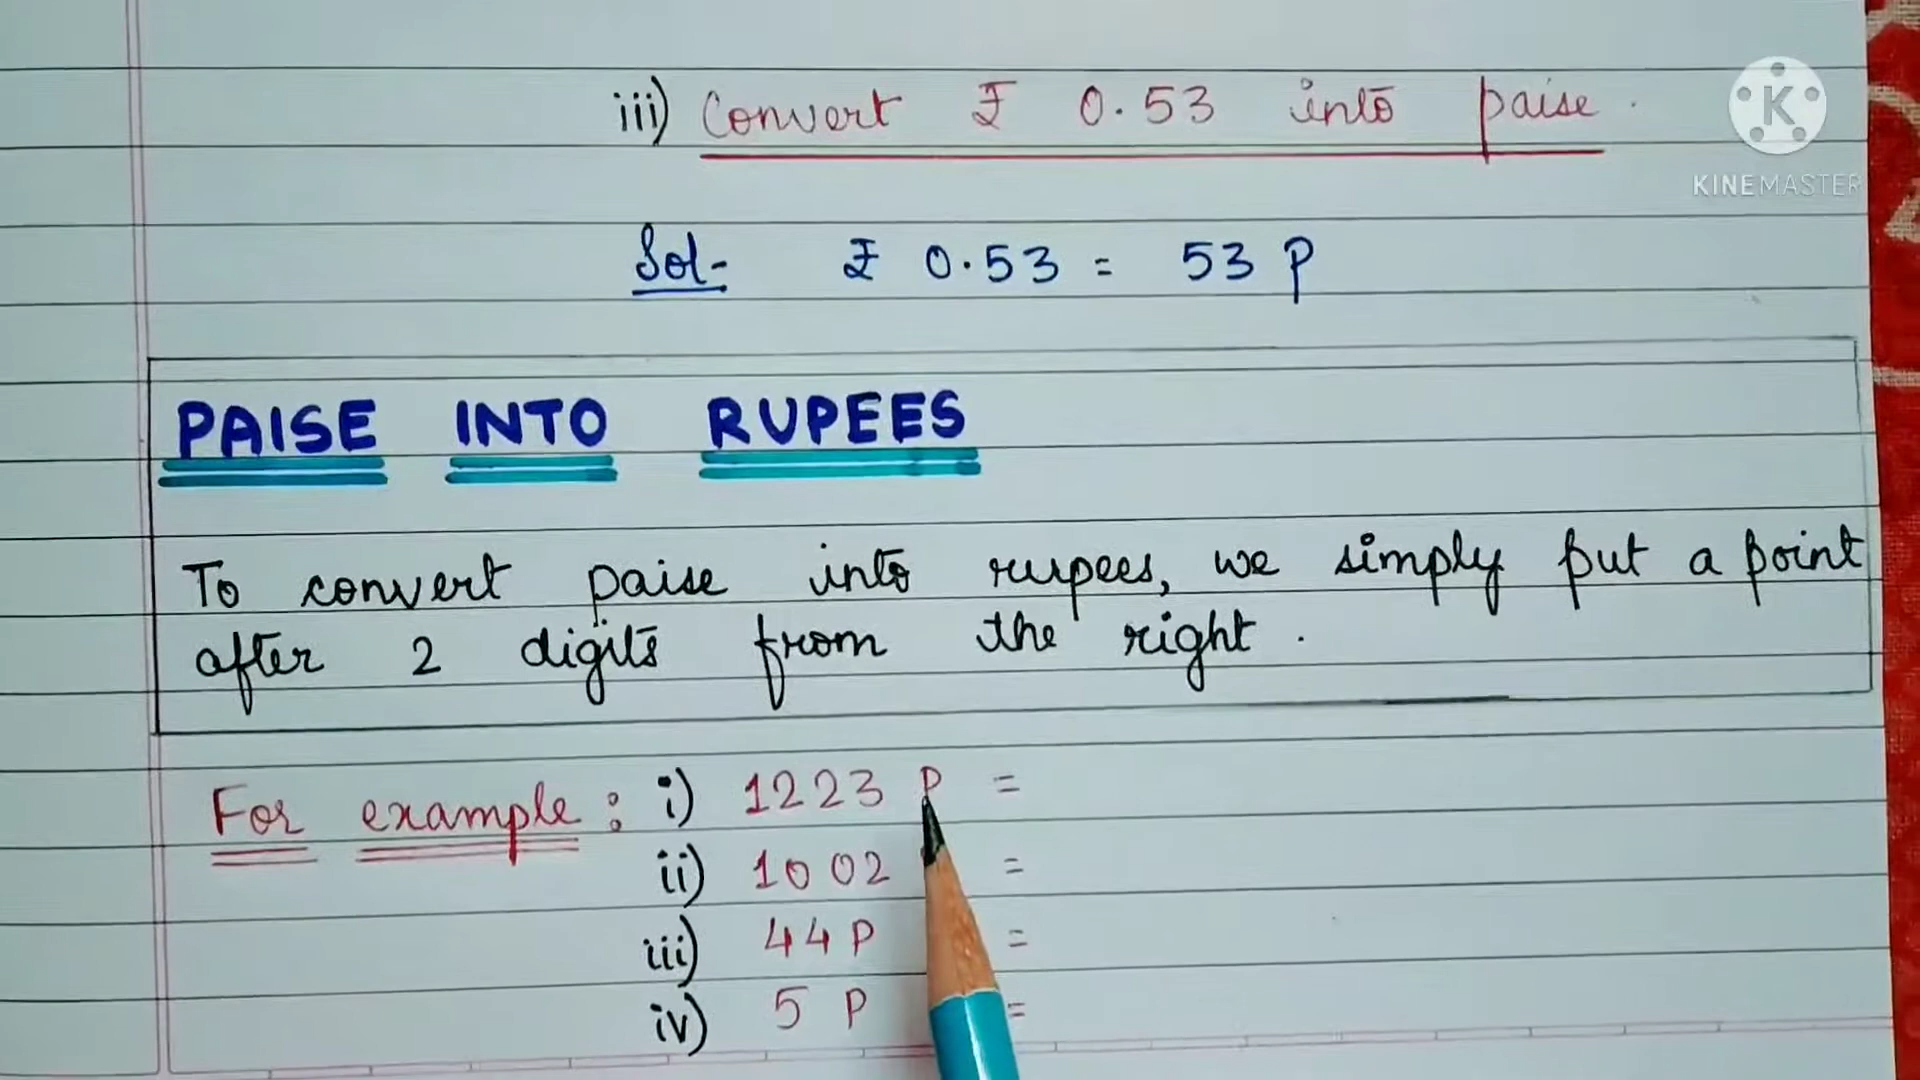 iii) Convert ₹ 0.53 into paise.
K
KINEMASTER
Sol- ₹ 0.53 = 53 P
PAISE INTO RUPEES
To convert paise into rupees, we simply put a point
after 2 digits from the right.
For example : i) 1223 P =
ii) 1002 =
iii) 44 P =
iv) 5 P =